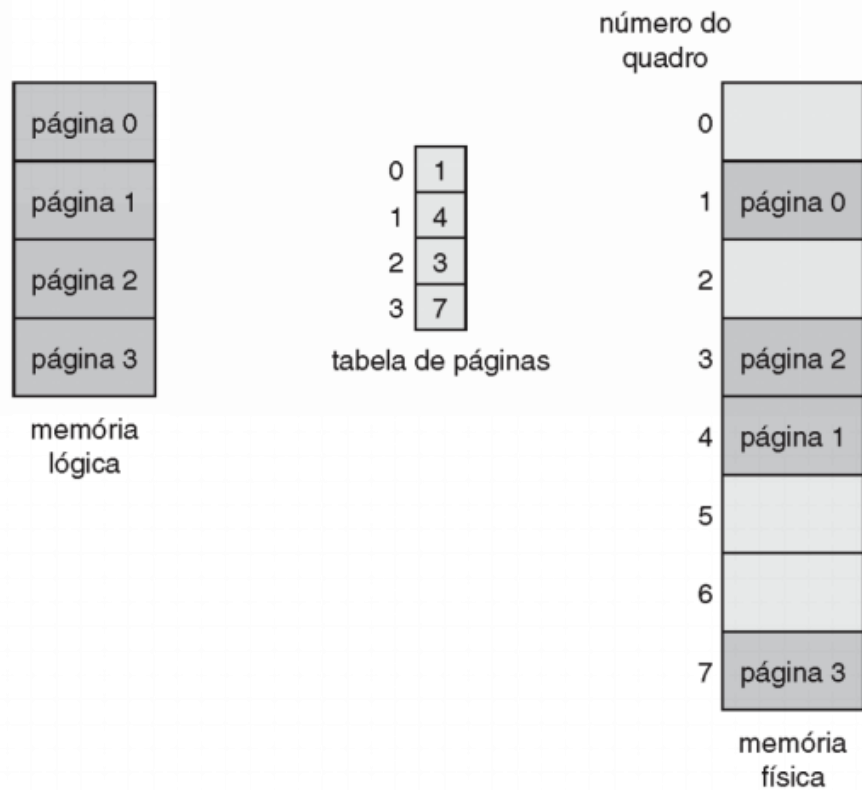 página 0
página 1
página 2
página 3
memória
lógica
0 1
1 4
2 3
3 7
tabela de páginas
número do
quadro
0
1 página 0
2
3 página 2
4 página 1
5
6
7 página 3
memória
física